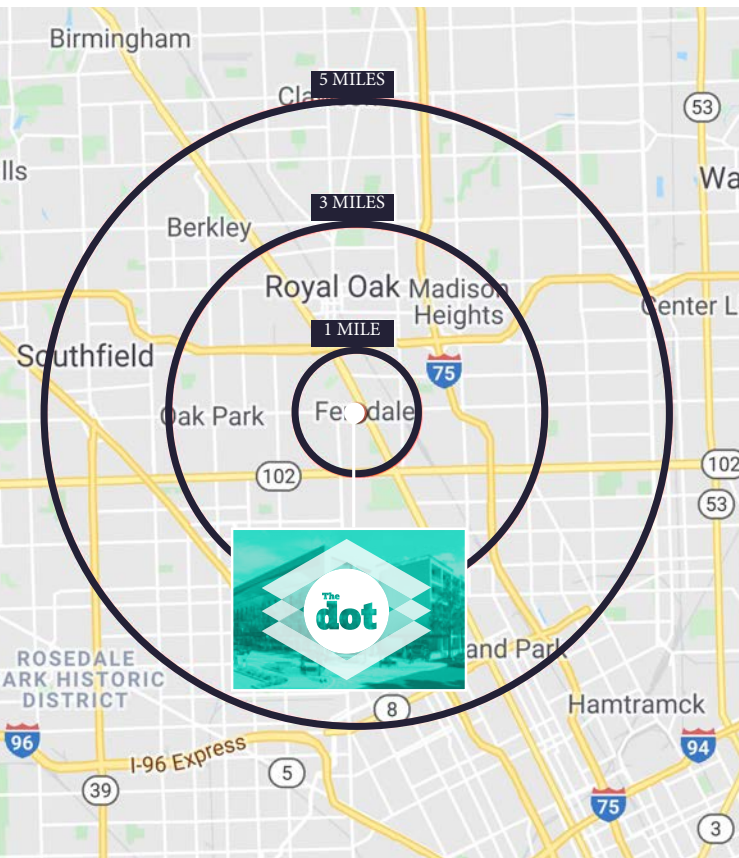 Birmingham
5 MILES
53
lls
Wa
3 MILES
Berkley
Royal Oak
Madison
Heights
Center L
1 MILE
Southfield
75
Oak Park
102
102
53
The
dot
and Park
ROSEDALE
ARK HISTORIC
DISTRICT
8
Hamtramck
96
I-96 Express
94
5
39
75
3